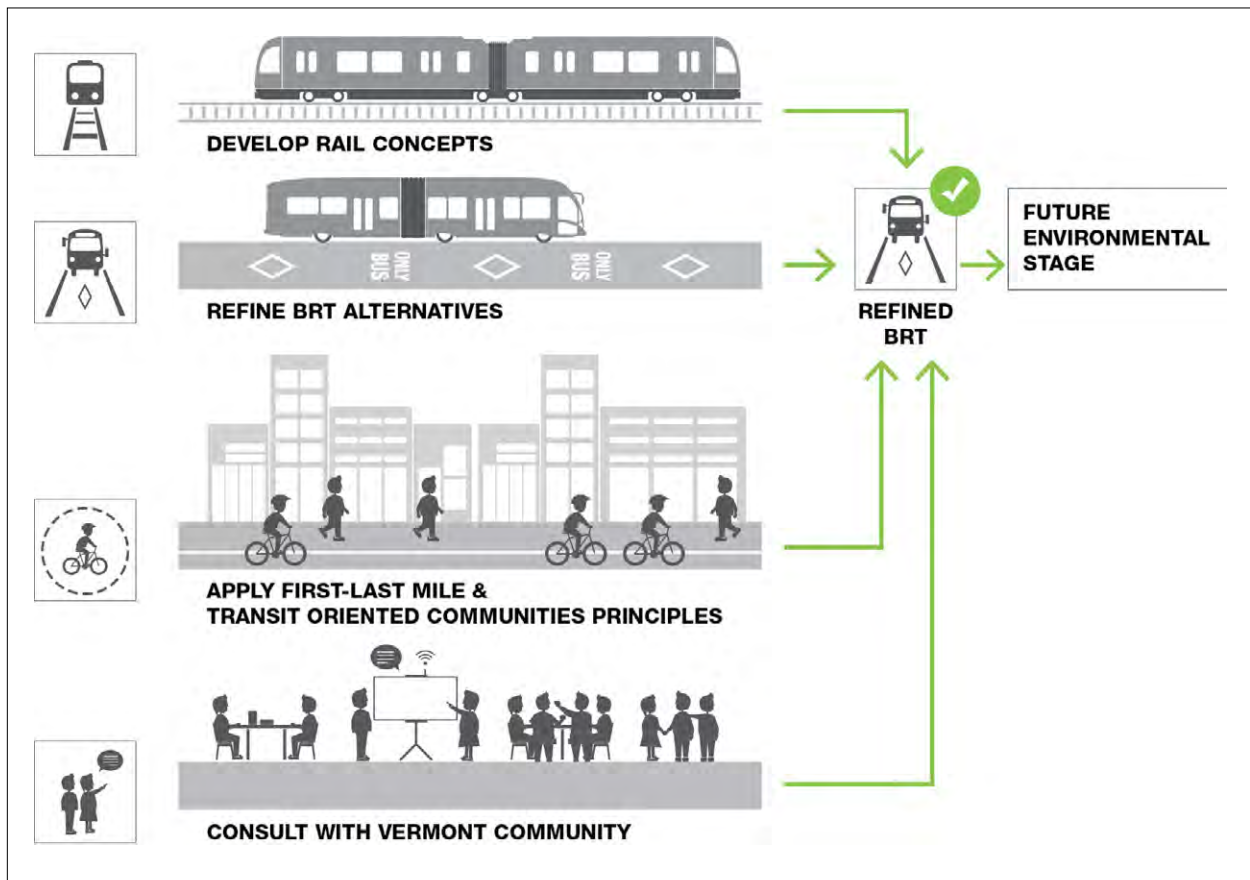 DEVELOP RAIL CONCEPTS
ONLY
BUS
ONLY
BUS
REFINE BRT ALTERNATIVES
REFINED
BRT
FUTURE
ENVIRONMENTAL
STAGE
APPLY FIRST-LAST MILE &
TRANSIT ORIENTED COMMUNITIES PRINCIPLES
CONSULT WITH VERMONT COMMUNITY